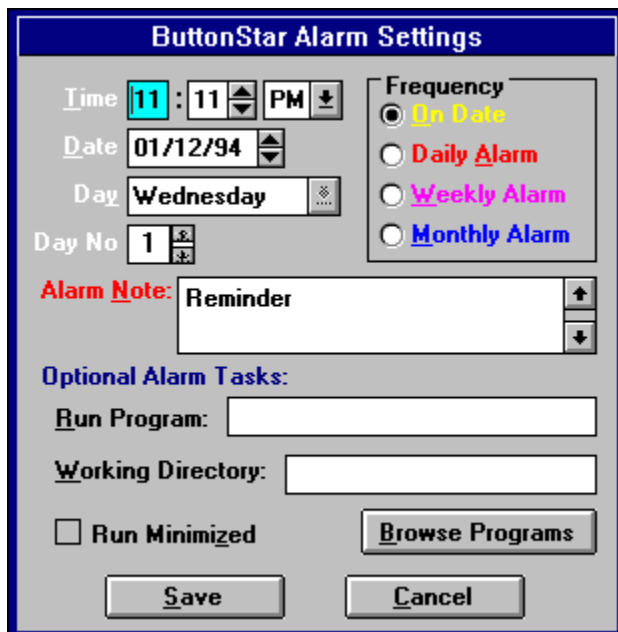 ButtonStar Alarm Settings
Time 11 : 11 PM
Date 01/12/94
Day Wednesday
Day No 1
Frequency
On Date
Daily Alarm
Weekly Alarm
Monthly Alarm
Alarm Note: Reminder
Optional Alarm Tasks:
Run Program:
Working Directory:
Run Minimized
Browse Programs
Save
Cancel